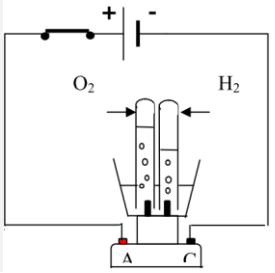 + -
O₂ H₂
A C